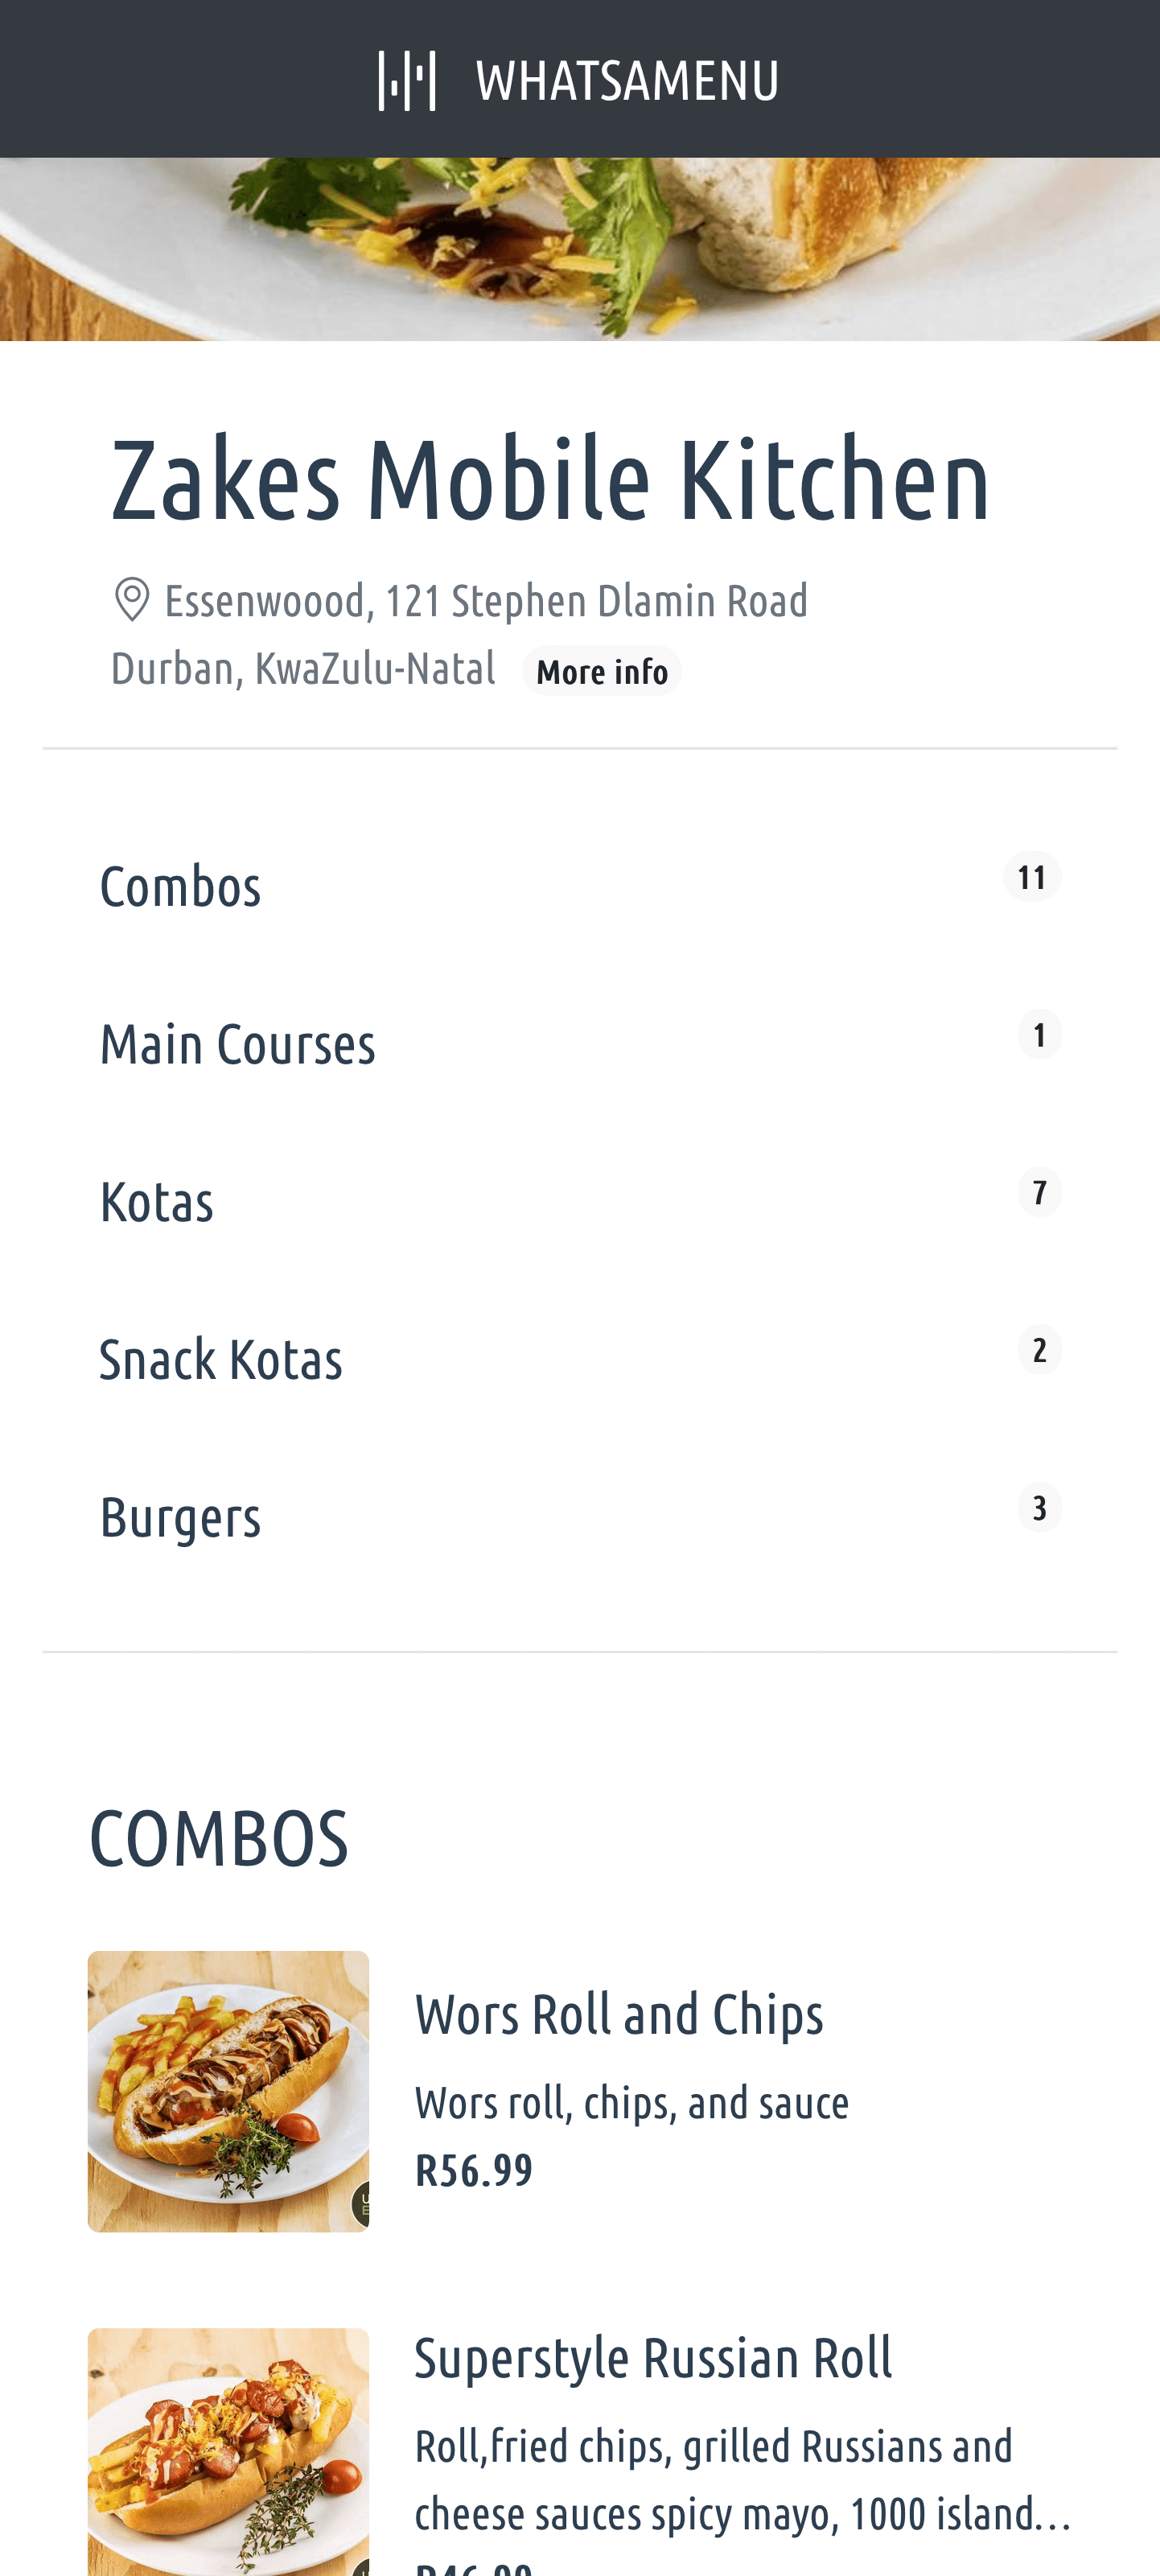 WHATSAMENU
Zakes Mobile Kitchen
Essenwoood, 121 Stephen Dlamin Road
Durban, KwaZulu-Natal More info
Combos 11
Main Courses 1
Kotas 7
Snack Kotas 2
Burgers 3
COMBOS
Wors Roll and Chips
Wors roll, chips, and sauce
R56.99
Superstyle Russian Roll
Roll,fried chips, grilled Russians and
cheese sauces spicy mayo, 1000 island…